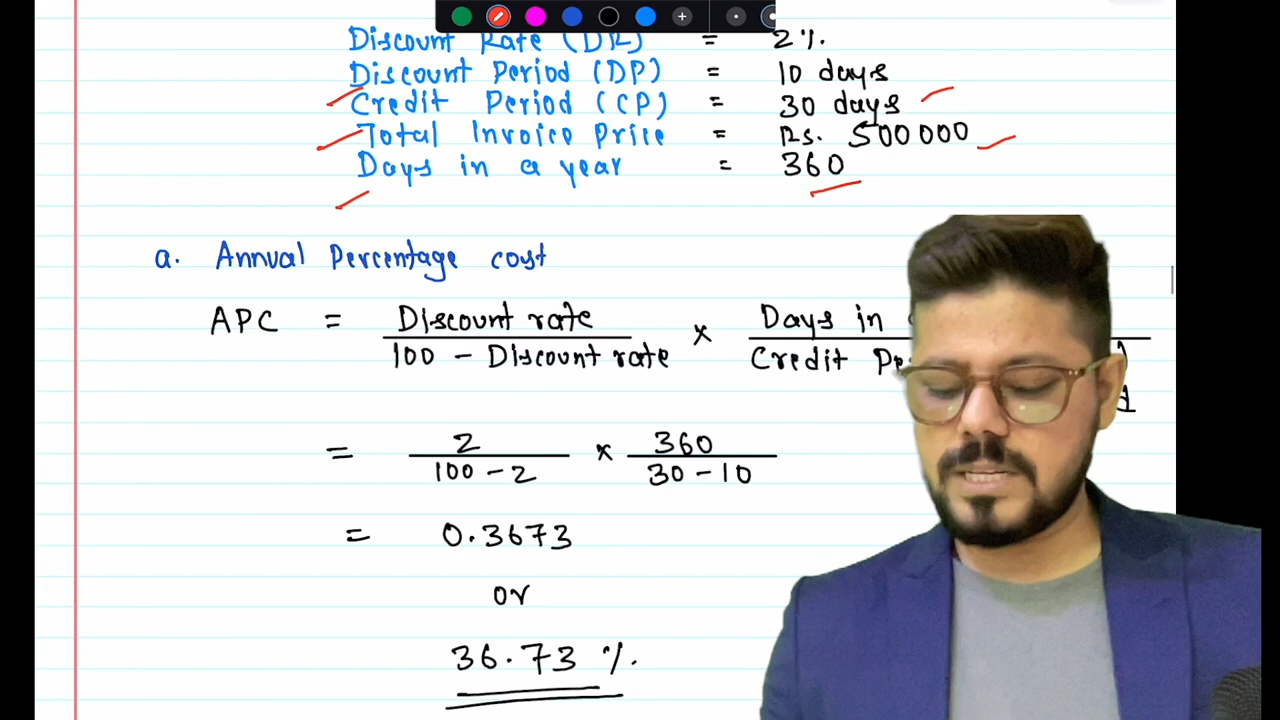 Discount Rate (DR) = 2%.
Discount Period (DP) = 10 days
Credit Period (CP) = 30 days
Total Invoice Price = Rs. 500000
Days in a year = 360
a. Annual Percentage cost
APC = Discount rate / 100 - Discount rate × Days in / Credit
= 2 / 100 - 2 × 360 / 30 - 10
= 0.3673
or
36.73 %.